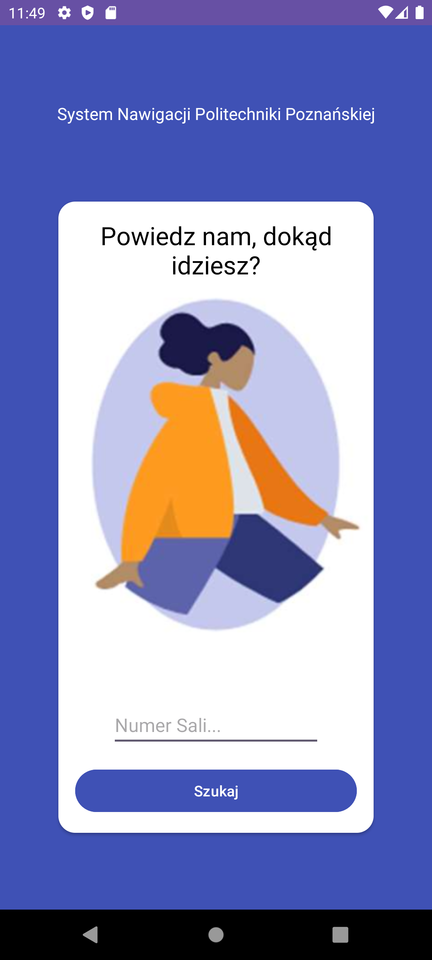 11:49
System Nawigacji Politechniki Poznańskiej
Powiedz nam, dokąd
idziesz?
Numer Sali...
Szukaj